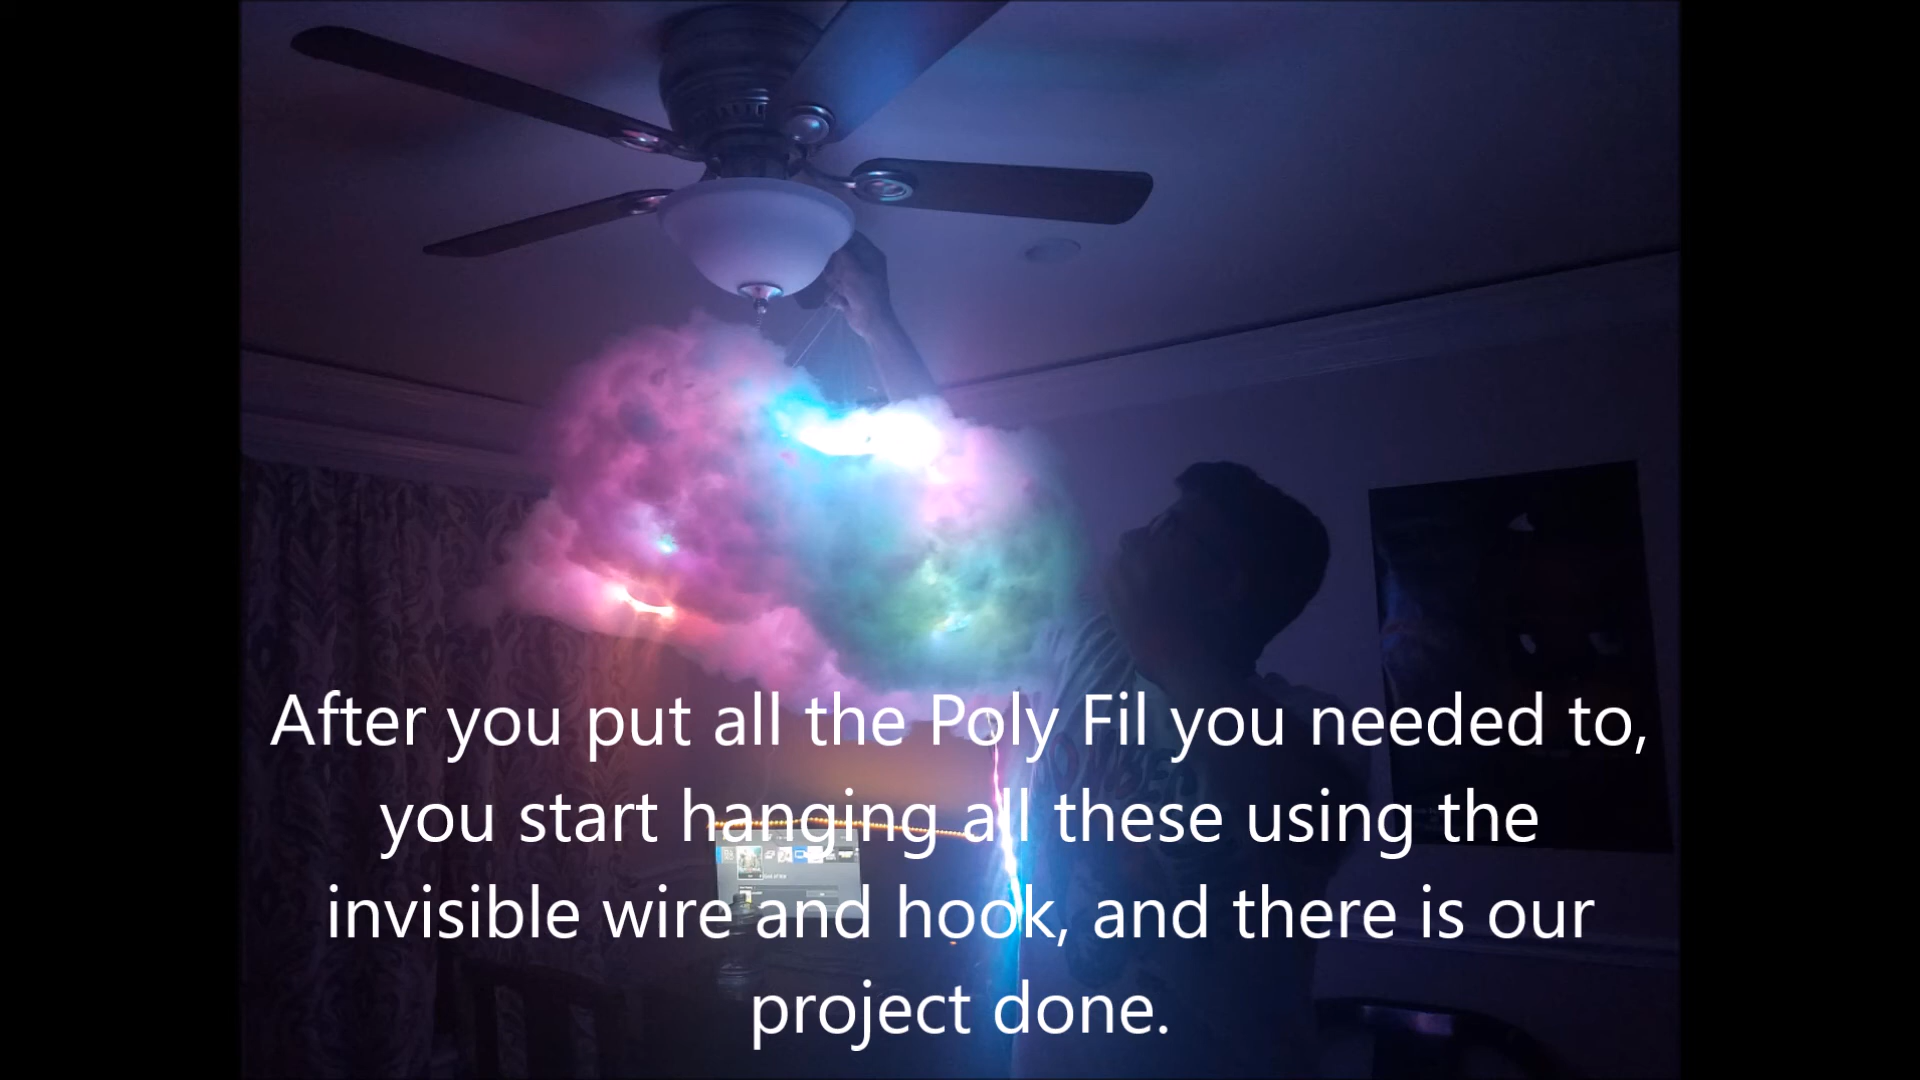 After you put all the Poly Fil you needed to,
you start hanging all these using the
invisible wire and hook, and there is our
project done.